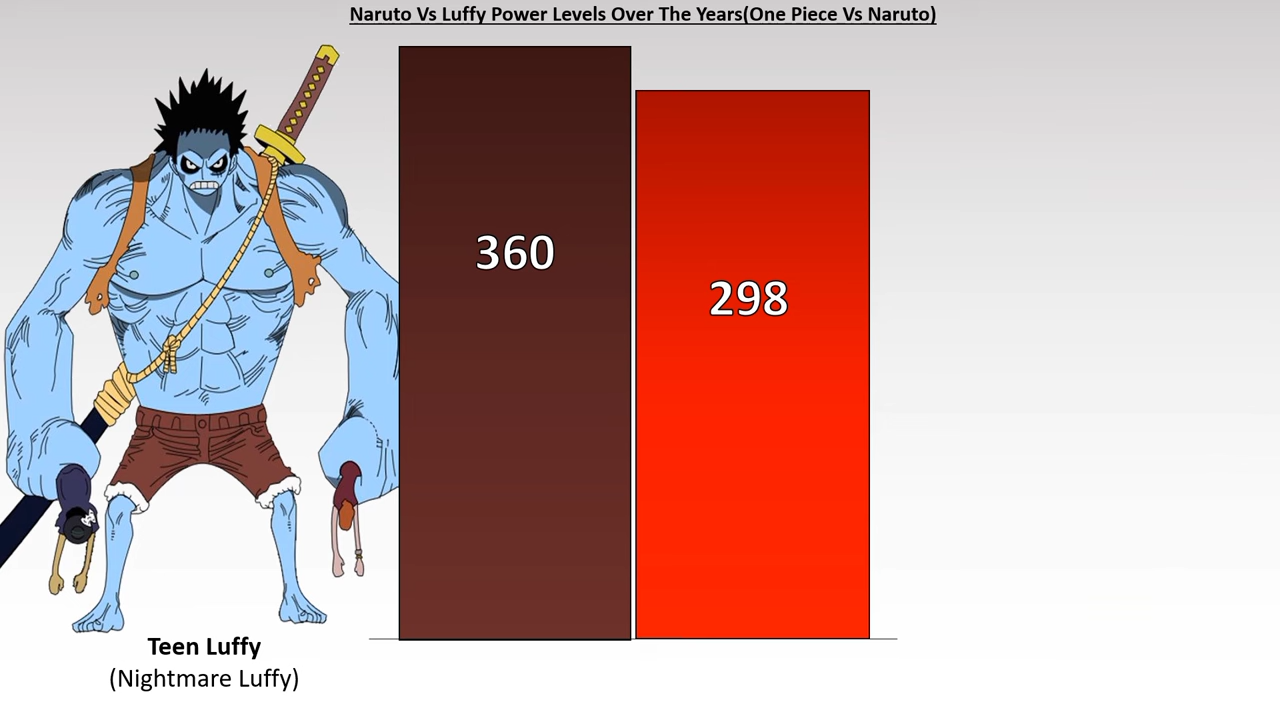 Naruto Vs Luffy Power Levels Over The Years(One Piece Vs Naruto)
360
298
Teen Luffy
(Nightmare Luffy)